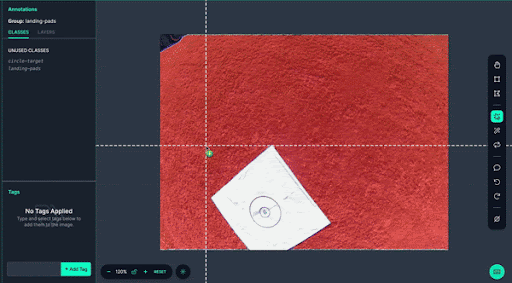 Annotations
Group: landing-pads
CLASSES LAYERS
UNUSED CLASSES
circle-target
landing-pads
Tags
No Tags Applied
Type and select tags below to
add them to the image.
+ Add Tag
− 120% + RESET